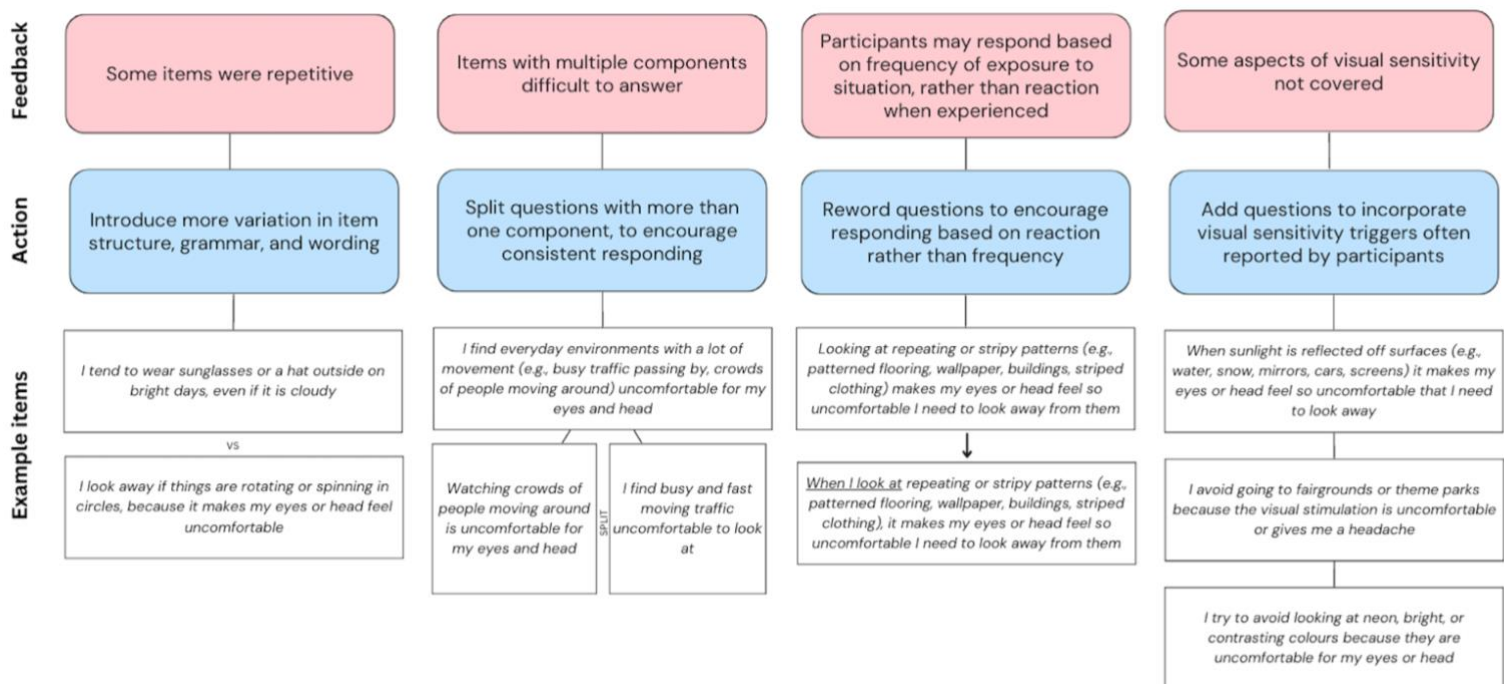 Feedback
Some items were repetitive
Items with multiple components
difficult to answer
Participants may respond based
on frequency of exposure to
situation, rather than reaction
when experienced
Some aspects of visual sensitivity
not covered
Action
Introduce more variation in item
structure, grammar, and wording
Split questions with more than
one component, to encourage
consistent responding
Reword questions to encourage
responding based on reaction
rather than frequency
Add questions to incorporate
visual sensitivity triggers often
reported by participants
Example items
I tend to wear sunglasses or a hat outside on
bright days, even if it is cloudy
vs
I look away if things are rotating or spinning in
circles, because it makes my eyes or head feel
uncomfortable
I find everyday environments with a lot of
movement (e.g., busy traffic passing by, crowds
of people moving around) uncomfortable for my
eyes and head
Watching crowds of
people moving around
is uncomfortable for
my eyes and head
SPLIT
I find busy and fast
moving traffic
uncomfortable to look
at
Looking at repeating or stripy patterns (e.g.,
patterned flooring, wallpaper, buildings, striped
clothing) makes my eyes or head feel so
uncomfortable I need to look away from them
When I look at repeating or stripy patterns (e.g.,
patterned flooring, wallpaper, buildings, striped
clothing), it makes my eyes or head feel so
uncomfortable I need to look away from them
When sunlight is reflected off surfaces (e.g.,
water, snow, mirrors, cars, screens) it makes my
eyes or head feel so uncomfortable that I need
to look away
I avoid going to fairgrounds or theme parks
because the visual stimulation is uncomfortable
or gives me a headache
I try to avoid looking at neon, bright, or
contrasting colours because they are
uncomfortable for my eyes or head